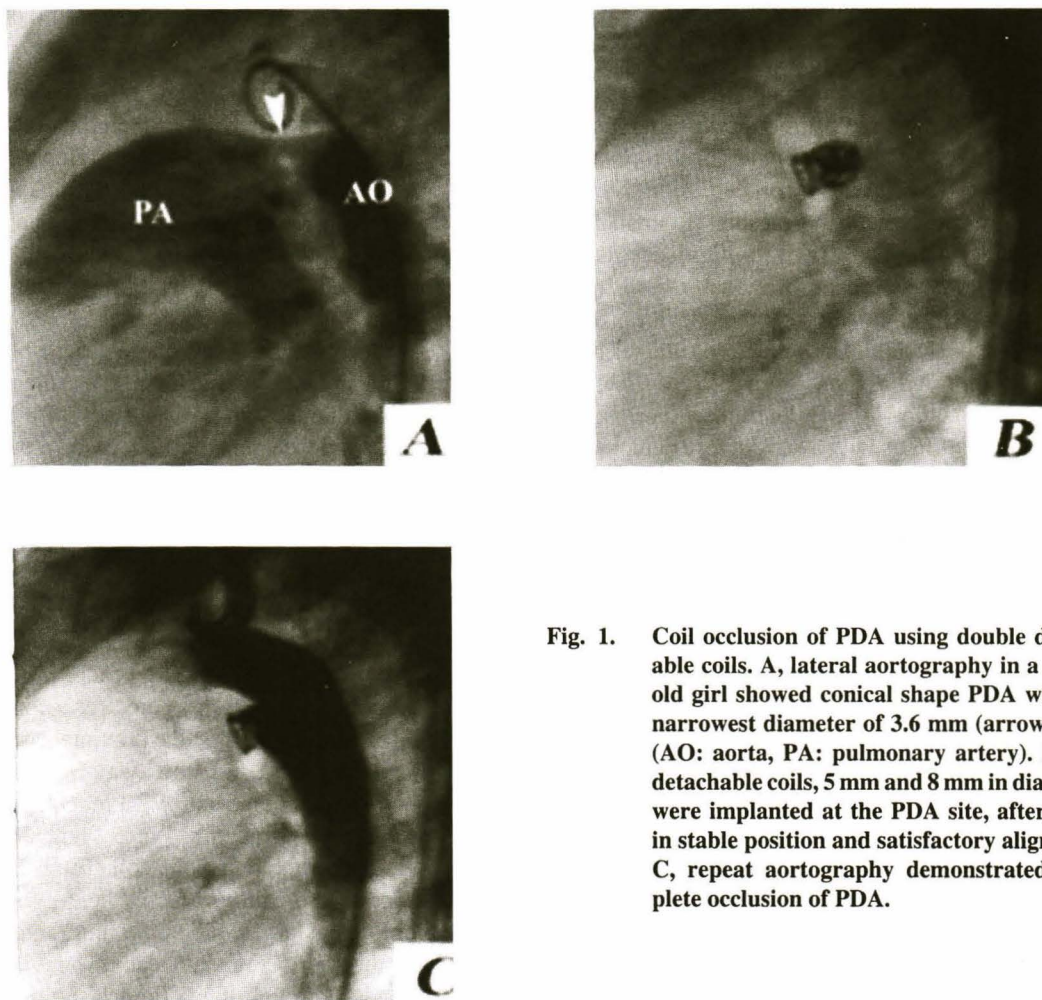 PA
AO
A
B
C
Fig. 1. Coil occlusion of PDA using double d
able coils. A, lateral aortography in a
old girl showed conical shape PDA w
narrowest diameter of 3.6 mm (arrow
(AO: aorta, PA: pulmonary artery).
detachable coils, 5 mm and 8 mm in dia
were implanted at the PDA site, after
in stable position and satisfactory align
C, repeat aortography demonstrated
plete occlusion of PDA.